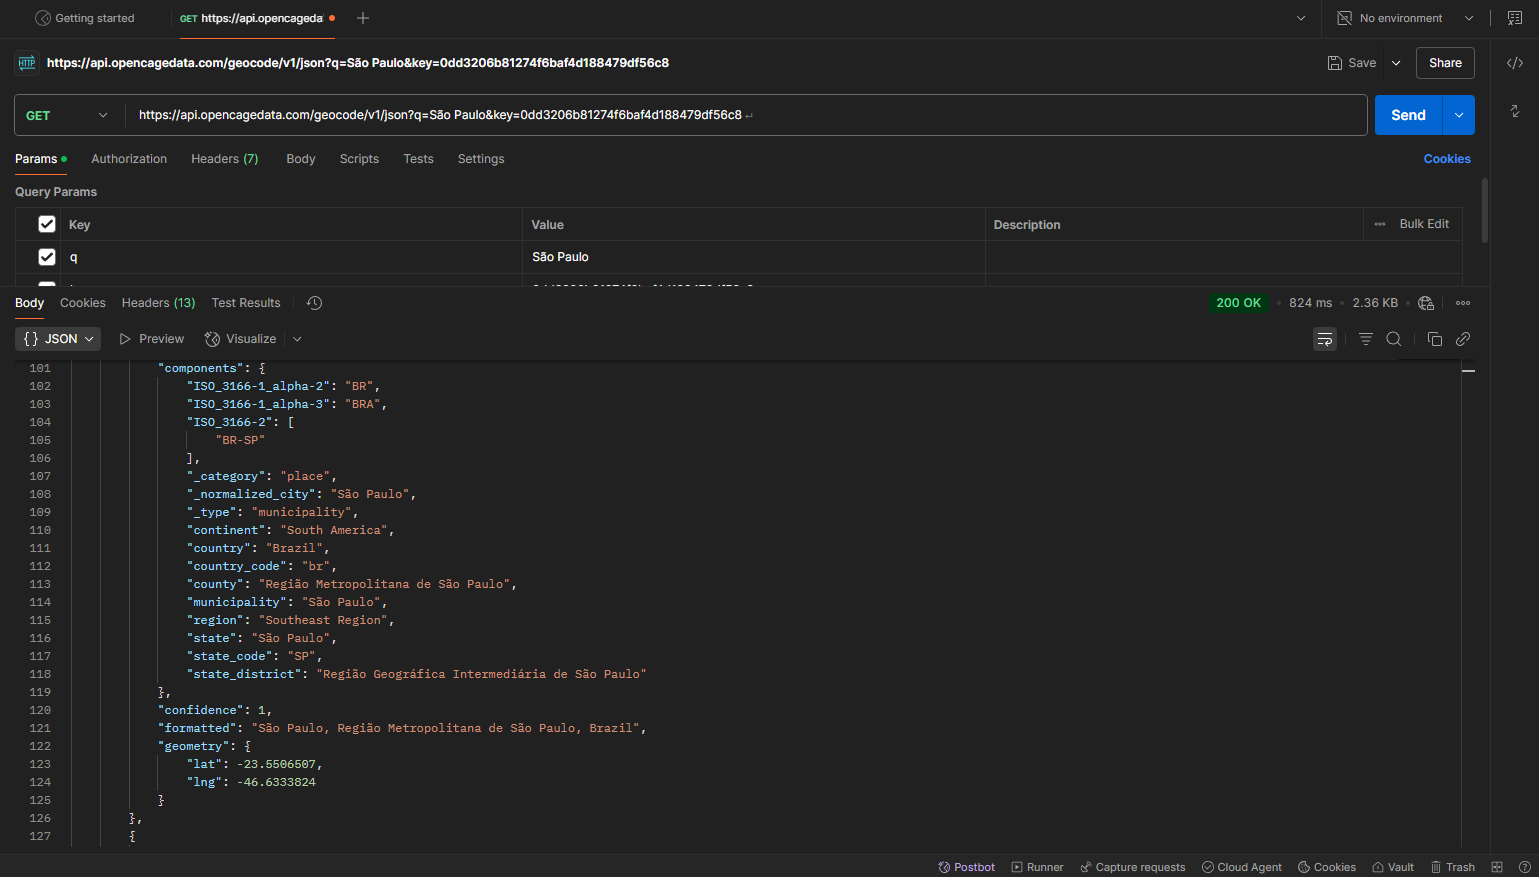 Getting started
GET https://api.opencageda
No environment
HTTP https://api.opencagedata.com/geocode/v1/json?q=São Paulo&key=0dd3206b81274f6baf4d188479df56c8
Save
Share
GET
https://api.opencagedata.com/geocode/v1/json?q=São Paulo&key=0dd3206b81274f6baf4d188479df56c8
Send
Params
Authorization
Headers (7)
Body
Scripts
Tests
Settings
Cookies
Query Params
Key
Value
Description
Bulk Edit
q
São Paulo
Body
Cookies
Headers (13)
Test Results
200 OK
824 ms
2.36 KB
{} JSON
Preview
Visualize
101 "components": {
102 "ISO_3166-1_alpha-2": "BR",
103 "ISO_3166-1_alpha-3": "BRA",
104 "ISO_3166-2": [
105 "BR-SP"
106 ],
107 "_category": "place",
108 "_normalized_city": "São Paulo",
109 "_type": "municipality",
110 "continent": "South America",
111 "country": "Brazil",
112 "country_code": "br",
113 "county": "Região Metropolitana de São Paulo",
114 "municipality": "São Paulo",
115 "region": "Southeast Region",
116 "state": "São Paulo",
117 "state_code": "SP",
118 "state_district": "Região Geográfica Intermediária de São Paulo"
119 },
120 "confidence": 1,
121 "formatted": "São Paulo, Região Metropolitana de São Paulo, Brazil",
122 "geometry": {
123 "lat": -23.5506507,
124 "lng": -46.6333824
125 }
126 },
127 {
Postbot
Runner
Capture requests
Cloud Agent
Cookies
Vault
Trash